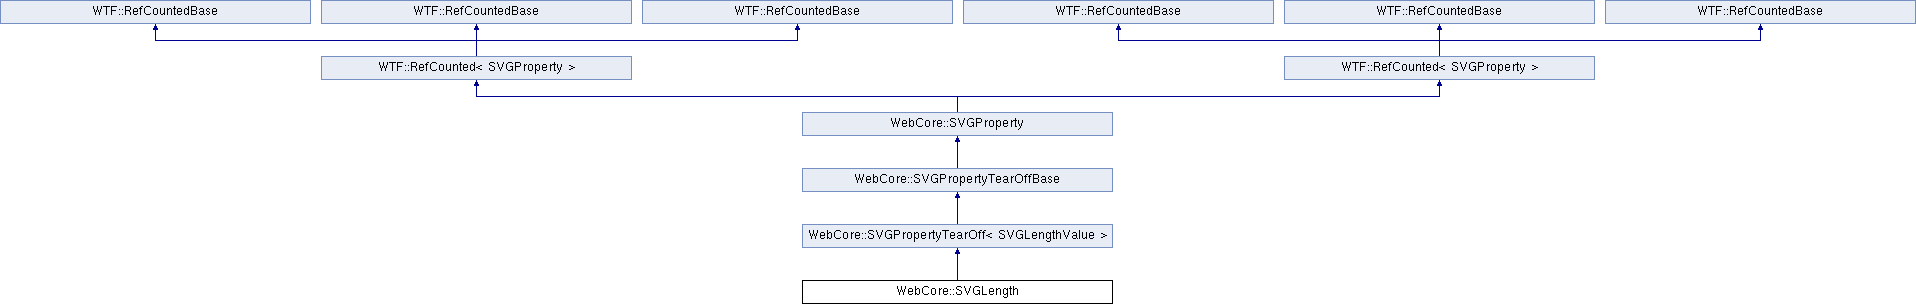 WTF::RefCountedBase
WTF::RefCountedBase
WTF::RefCountedBase
WTF::RefCountedBase
WTF::RefCountedBase
WTF::RefCountedBase
WTF::RefCounted< SVGProperty >
WTF::RefCounted< SVGProperty >
WebCore::SVGProperty
WebCore::SVGPropertyTearOffBase
WebCore::SVGPropertyTearOff< SVGLengthValue >
WebCore::SVGLength